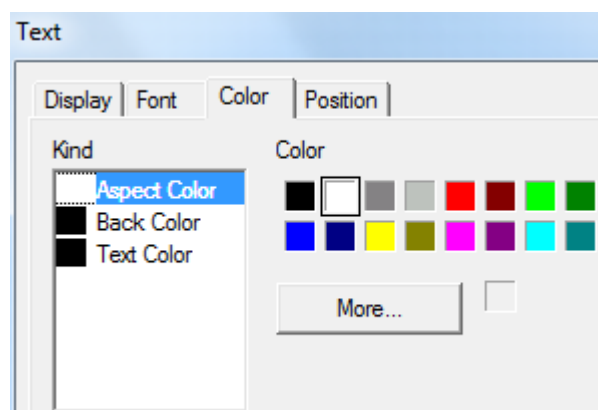 Text
Display Font Color Position
Kind Color
Aspect Color
Back Color
Text Color
More...